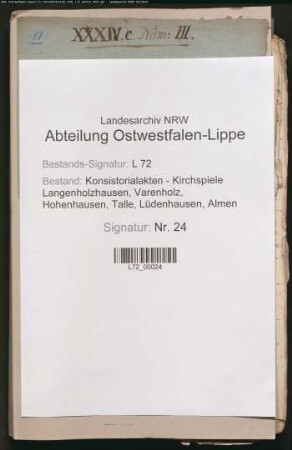 XXXIV c. Num: III.
Landesarchiv NRW
Abteilung Ostwestfalen-Lippe
Bestands-Signatur: L 72
Bestand: Konsistorialakten - Kirchspiele
Langenholzhausen, Varenholz,
Hohenhausen, Talle, Lüdenhausen, Almen
Signatur: Nr. 24
L72_00024